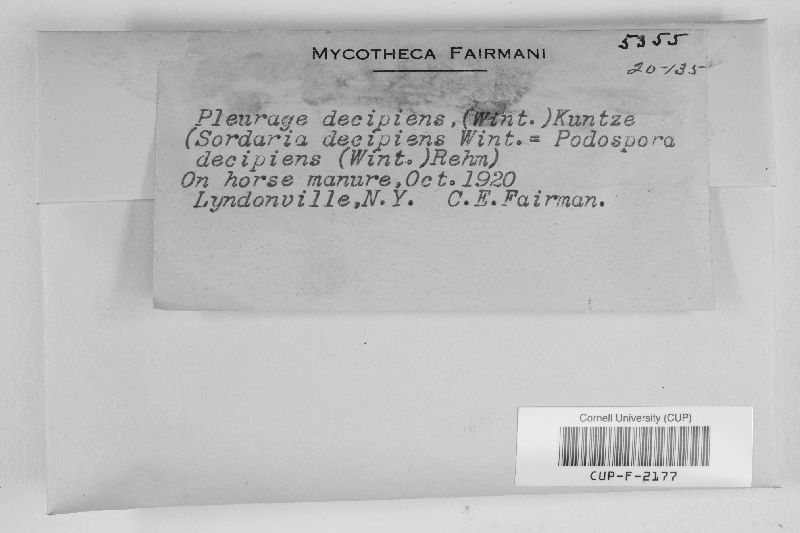 MYCOTHECA FAIRMANI
5355
20-135
Pleurage decipiens,(Wint.)Kuntze
(Sordaria decipiens Wint.= Podospora
decipiens (Wint.)Rehm)
On horse manure,Oct.1920
Lyndonville,N.Y. C.E.Fairman.
Cornell University (CUP)
CUP-F-2177